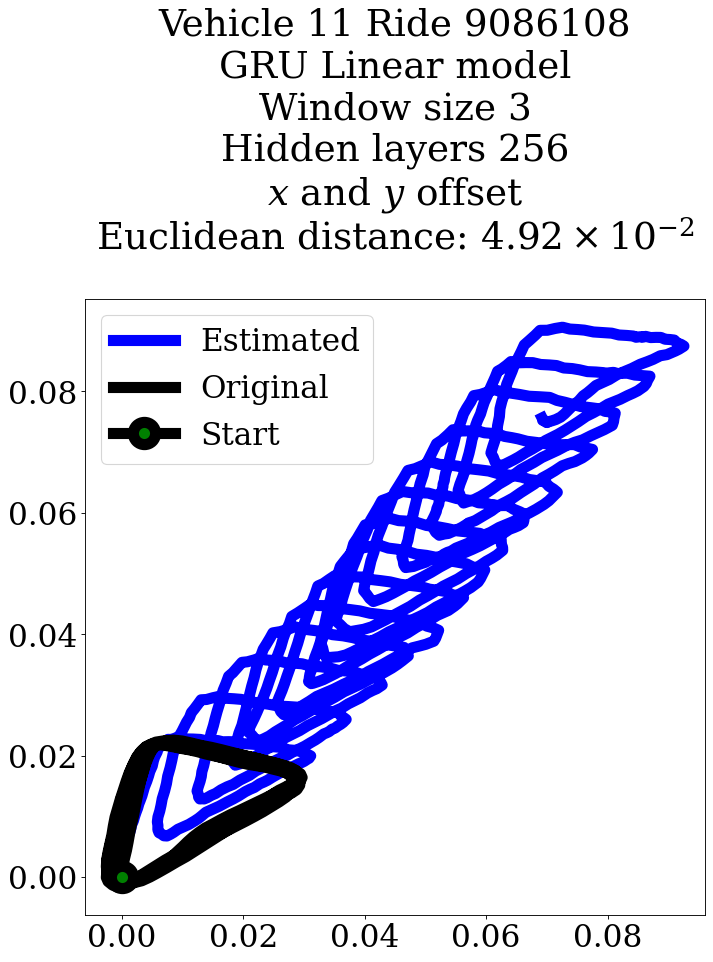 Vehicle 11 Ride 9086108
GRU Linear model
Window size 3
Hidden layers 256
x and y offset
Euclidean distance: 4.92 × 10⁻²
Estimated
Original
Start
0.08
0.06
0.04
0.02
0.00
0.00 0.02 0.04 0.06 0.08